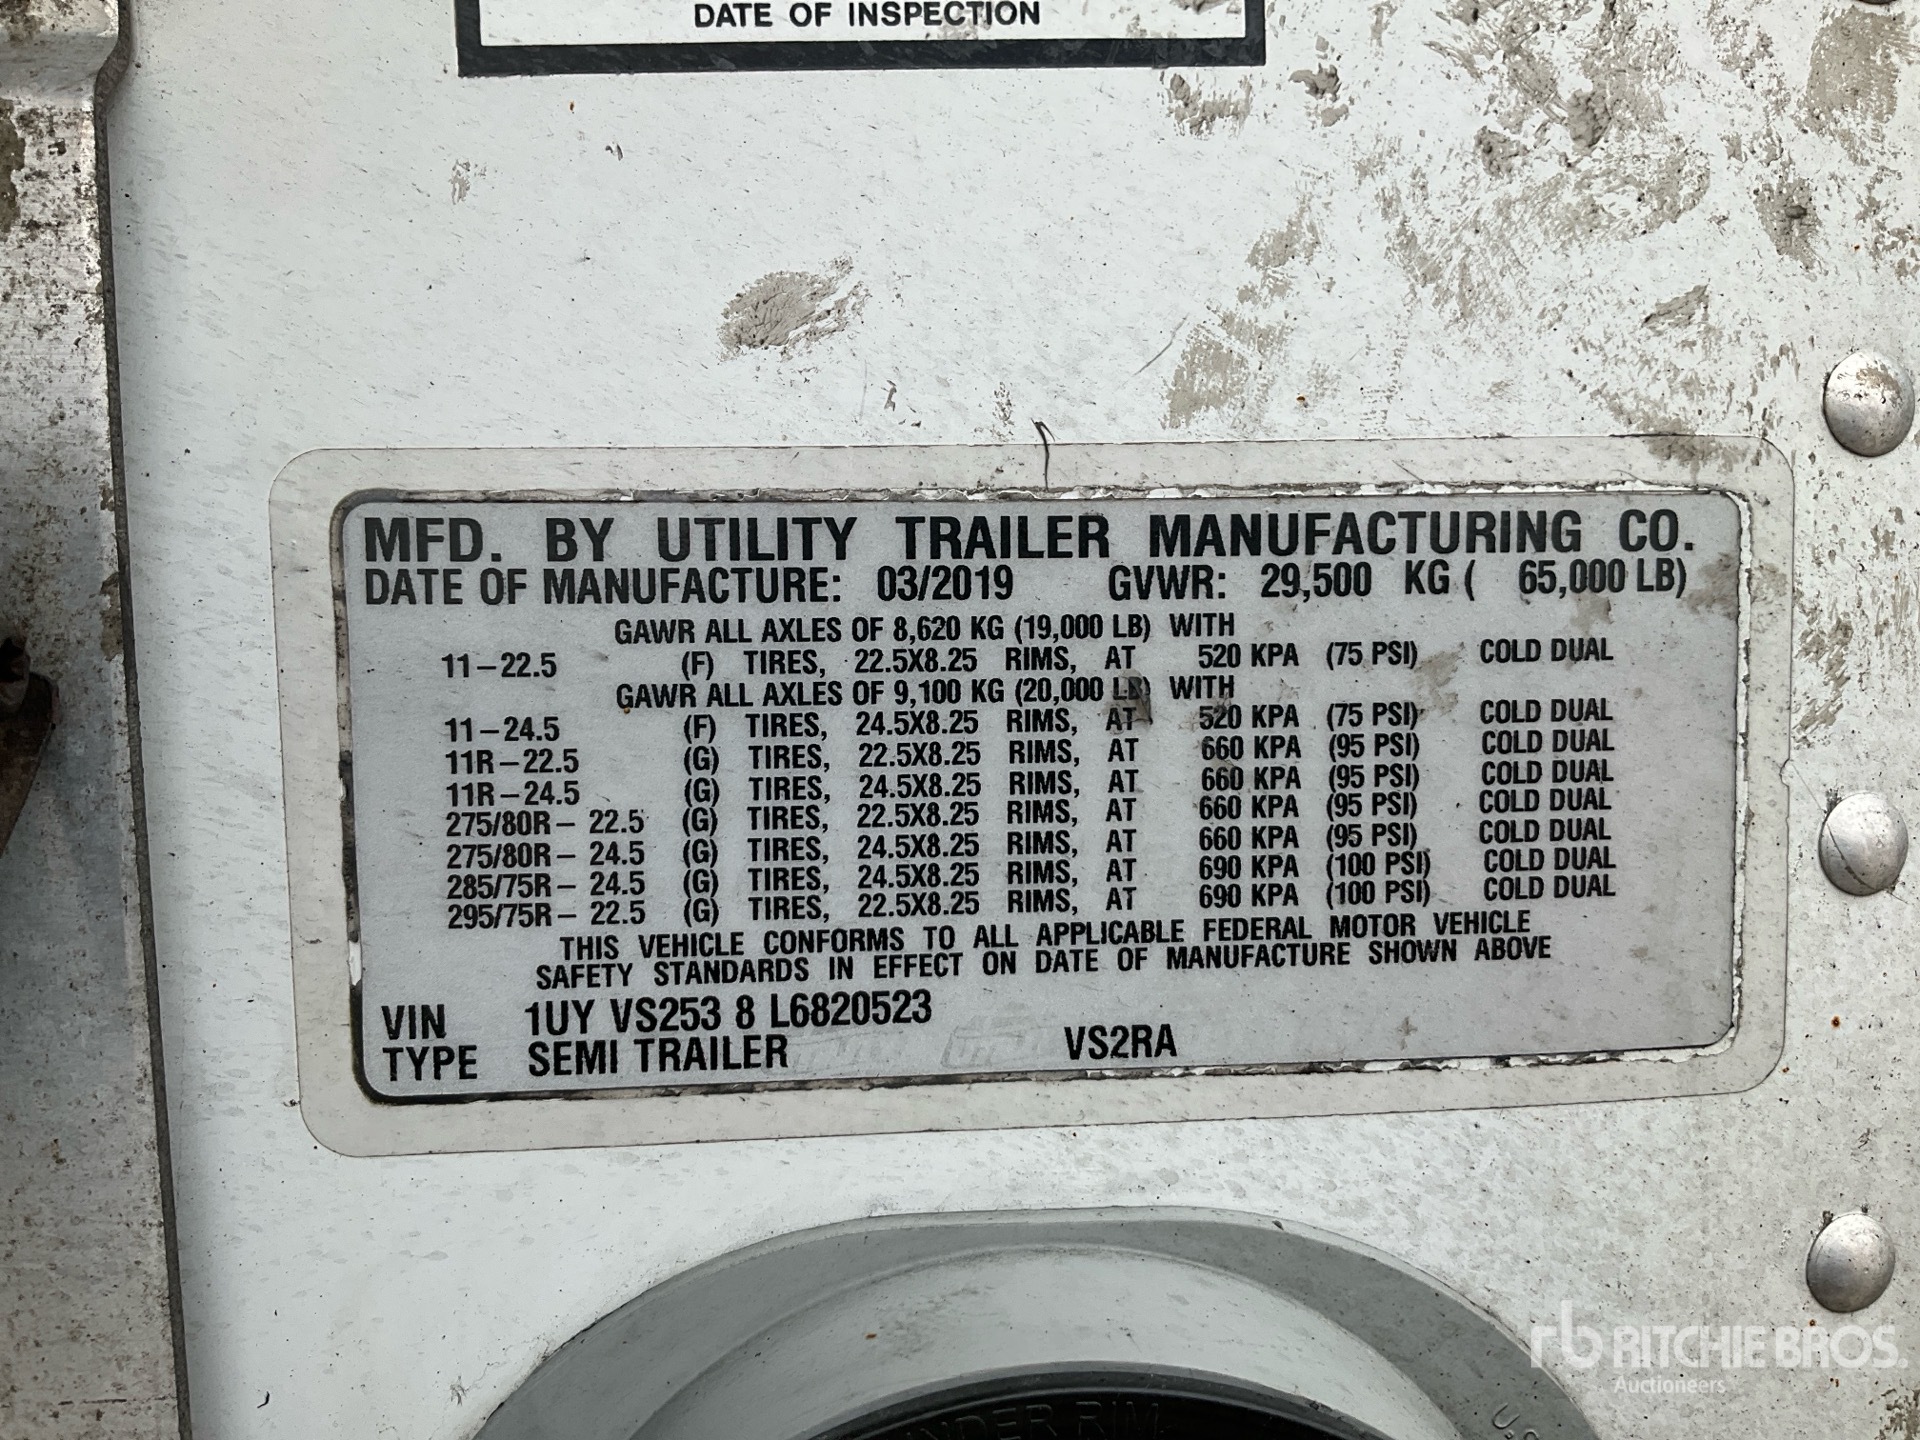 DATE OF INSPECTION
MFD. BY UTILITY TRAILER MANUFACTURING CO.
DATE OF MANUFACTURE: 03/2019 GVWR: 29,500 KG ( 65,000 LB)
GAWR ALL AXLES OF 8,620 KG (19,000 LB) WITH
11-22.5 (F) TIRES, 22.5X8.25 RIMS, AT 520 KPA (75 PSI) COLD DUAL
GAWR ALL AXLES OF 9,100 KG (20,000 LB) WITH
11-24.5 (F) TIRES, 24.5X8.25 RIMS, AT 520 KPA (75 PSI) COLD DUAL
11R-22.5 (G) TIRES, 22.5X8.25 RIMS, AT 660 KPA (95 PSI) COLD DUAL
11R-24.5 (G) TIRES, 24.5X8.25 RIMS, AT 660 KPA (95 PSI) COLD DUAL
275/80R- 22.5 (G) TIRES, 22.5X8.25 RIMS, AT 660 KPA (95 PSI) COLD DUAL
275/80R- 24.5 (G) TIRES, 24.5X8.25 RIMS, AT 660 KPA (95 PSI) COLD DUAL
285/75R- 24.5 (G) TIRES, 24.5X8.25 RIMS, AT 690 KPA (100 PSI) COLD DUAL
295/75R- 22.5 (G) TIRES, 22.5X8.25 RIMS, AT 690 KPA (100 PSI) COLD DUAL
THIS VEHICLE CONFORMS TO ALL APPLICABLE FEDERAL MOTOR VEHICLE
SAFETY STANDARDS IN EFFECT ON DATE OF MANUFACTURE SHOWN ABOVE
VIN 1UY VS253 8 L6820523
TYPE SEMI TRAILER VS2RA
rb RITCHIE BROS.
Auctioneers
UNDER RIM